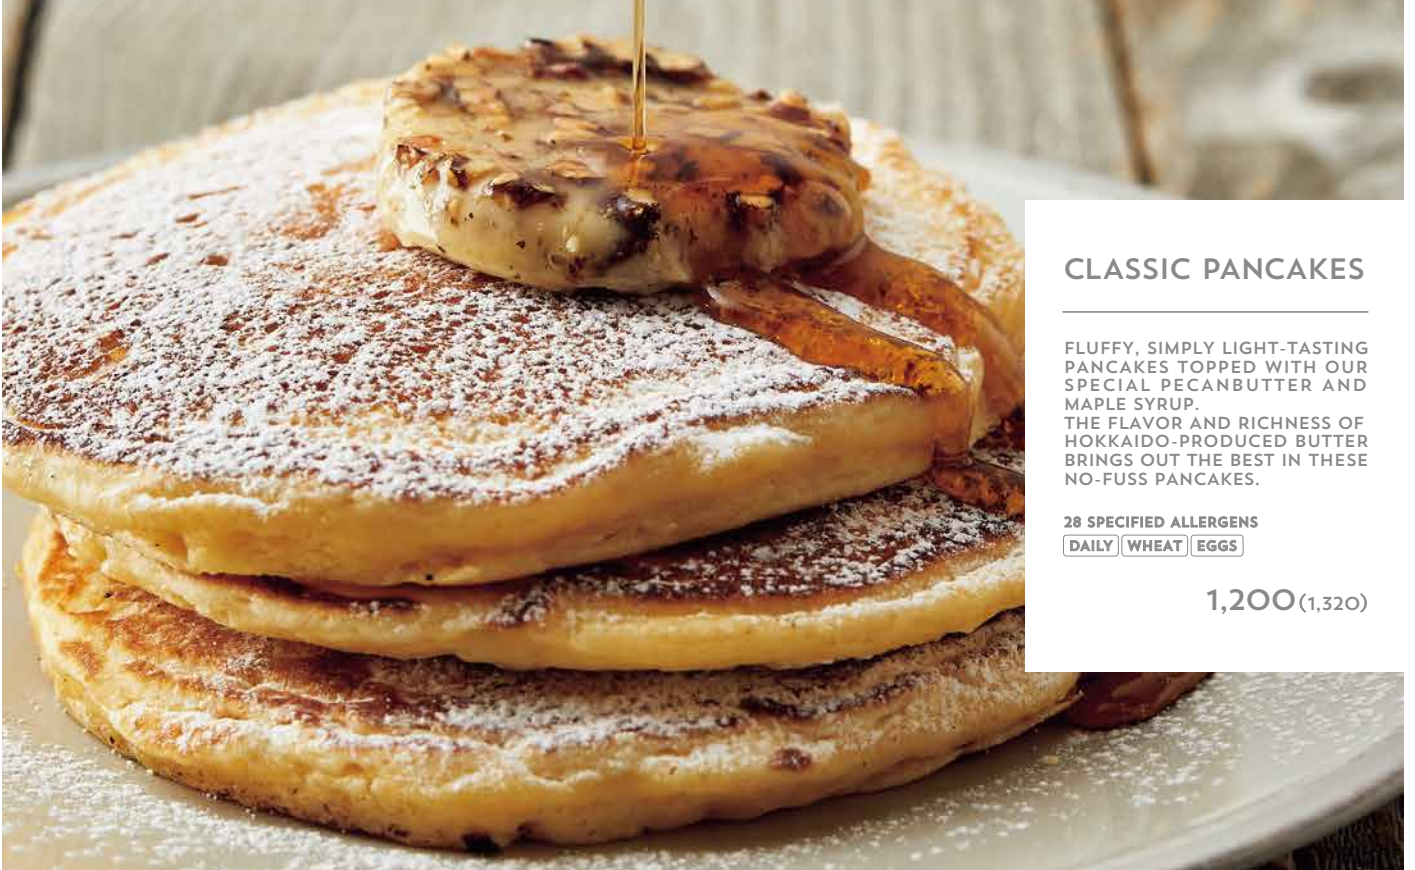 CLASSIC PANCAKES
FLUFFY, SIMPLY LIGHT-TASTING
PANCAKES TOPPED WITH OUR
SPECIAL PECANBUTTER AND
MAPLE SYRUP.
THE FLAVOR AND RICHNESS OF
HOKKAIDO-PRODUCED BUTTER
BRINGS OUT THE BEST IN THESE
NO-FUSS PANCAKES.
28 SPECIFIED ALLERGENS
DAILY WHEAT EGGS
1,200(1,320)